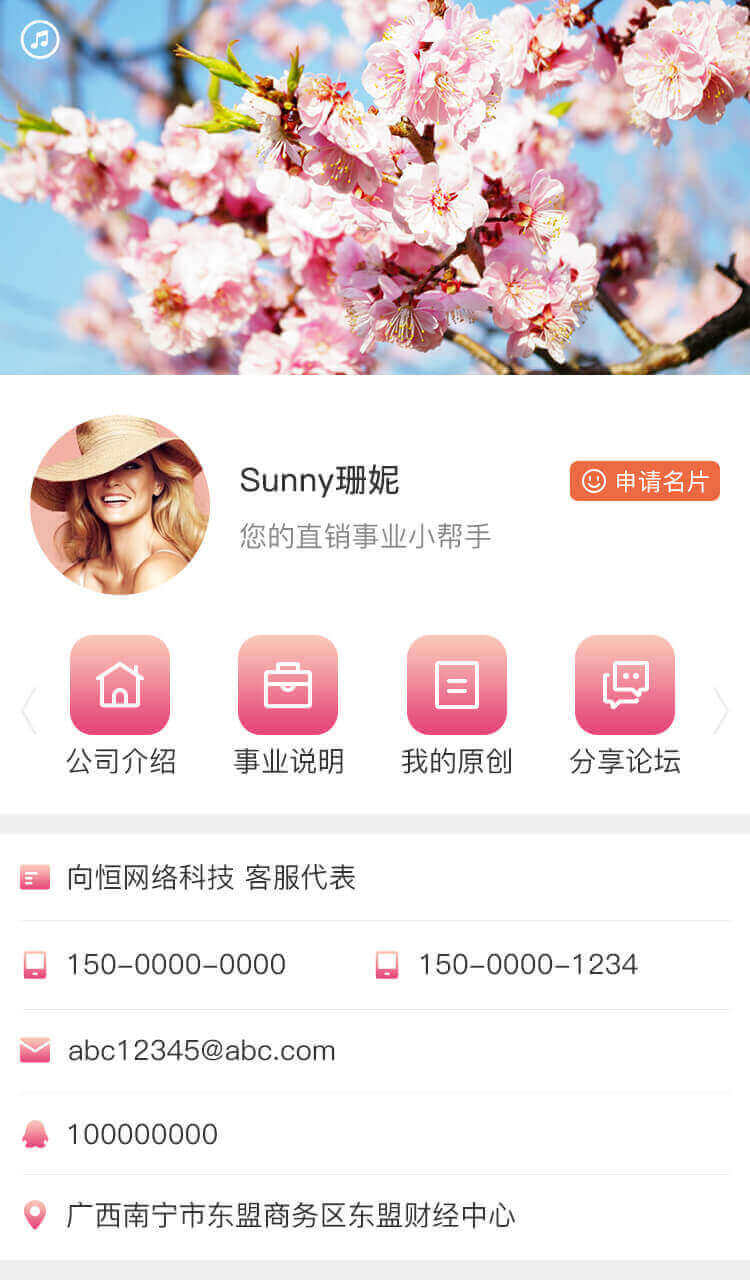 Sunny珊妮
申请名片
您的直销事业小帮手
公司介绍 事业说明 我的原创 分享论坛
向恒网络科技 客服代表
150-0000-0000 150-0000-1234
abc12345@abc.com
100000000
广西南宁市东盟商务区东盟财经中心